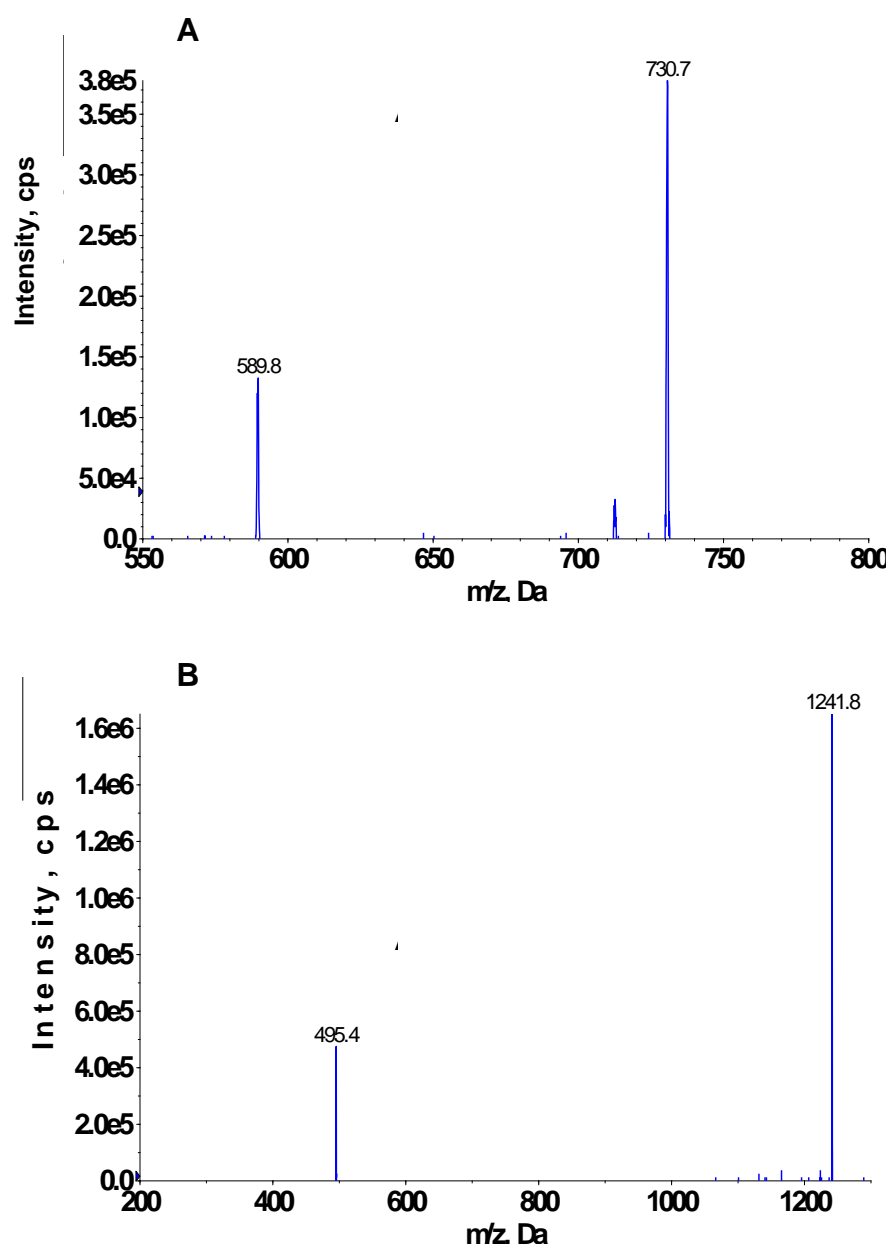 A
730.7
3.8e5
3.5e5
3.0e5
2.5e5
2.0e5
1.5e5
1.0e5
5.0e4
0.0
Intensity, cps
589.8
550 600 650 700 750 800
m/z, Da
B
1241.8
1.6e6
1.4e6
1.2e6
1.0e6
8.0e5
6.0e5
4.0e5
2.0e5
0.0
Intensity, cps
495.4
200 400 600 800 1000 1200
m/z, Da